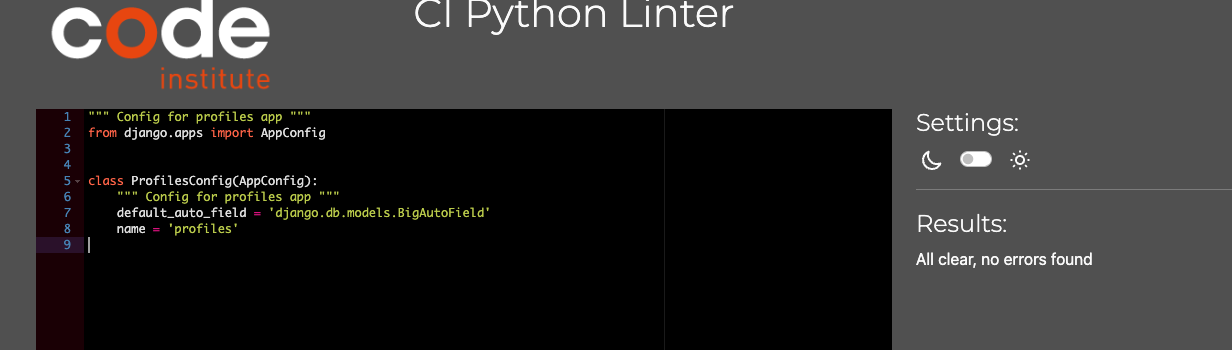 code
institute
CI Python Linter
1 """ Config for profiles app """
2 from django.apps import AppConfig
3
4
5 class ProfilesConfig(AppConfig):
6     """ Config for profiles app """
7     default_auto_field = 'django.db.models.BigAutoField'
8     name = 'profiles'
9
Settings:
Results:
All clear, no errors found